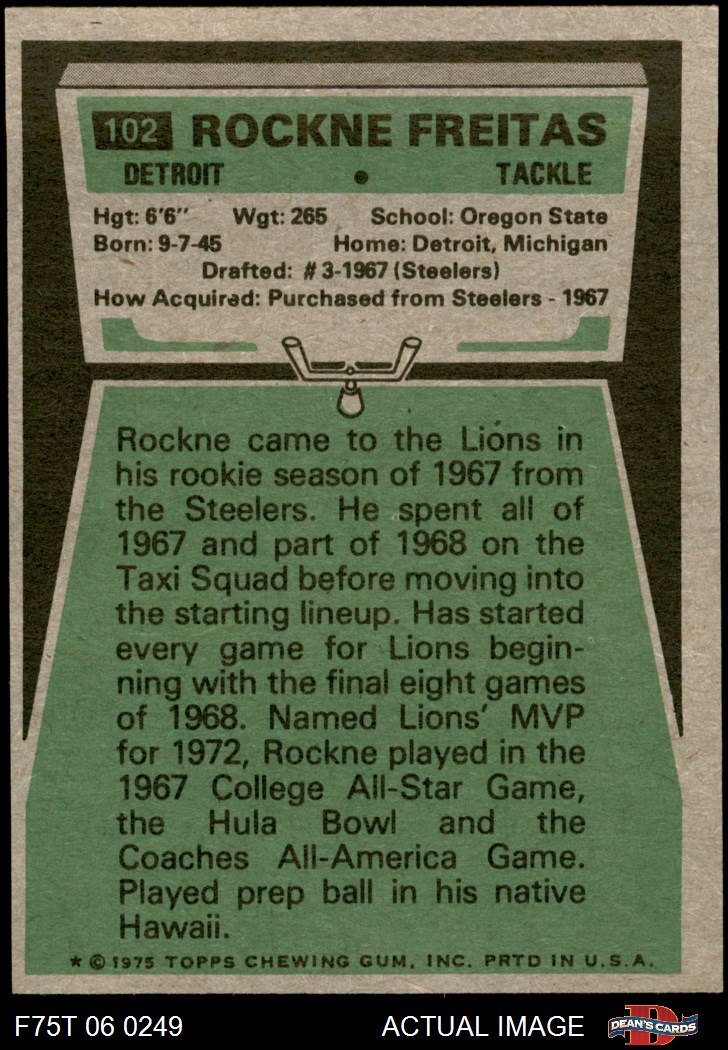 102 ROCKNE FREITAS
DETROIT • TACKLE
Hgt: 6'6" Wgt: 265 School: Oregon State
Born: 9-7-45 Home: Detroit, Michigan
Drafted: #3-1967 (Steelers)
How Acquired: Purchased from Steelers - 1967
Rockne came to the Lions in
his rookie season of 1967 from
the Steelers. He spent all of
1967 and part of 1968 on the
Taxi Squad before moving into
the starting lineup. Has started
every game for Lions begin-
ning with the final eight games
of 1968. Named Lions' MVP
for 1972, Rockne played in the
1967 College All-Star Game,
the Hula Bowl and the
Coaches All-America Game.
Played prep ball in his native
Hawaii.
* © 1975 TOPPS CHEWING GUM, INC. PRTD IN U.S.A.
F75T 06 0249 ACTUAL IMAGE D DEAN'S CARDS